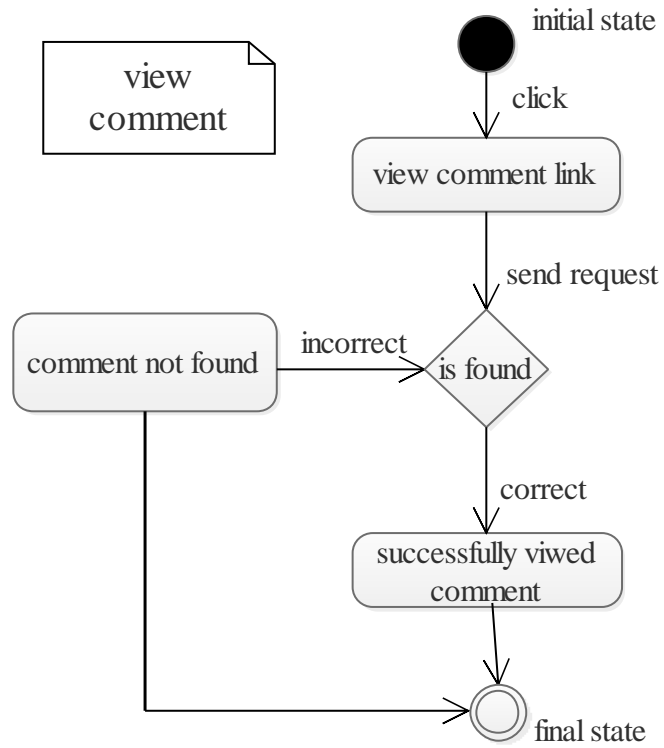 initial state
view
comment
click
view comment link
send request
incorrect
comment not found
is found
correct
successfully viwed
comment
final state